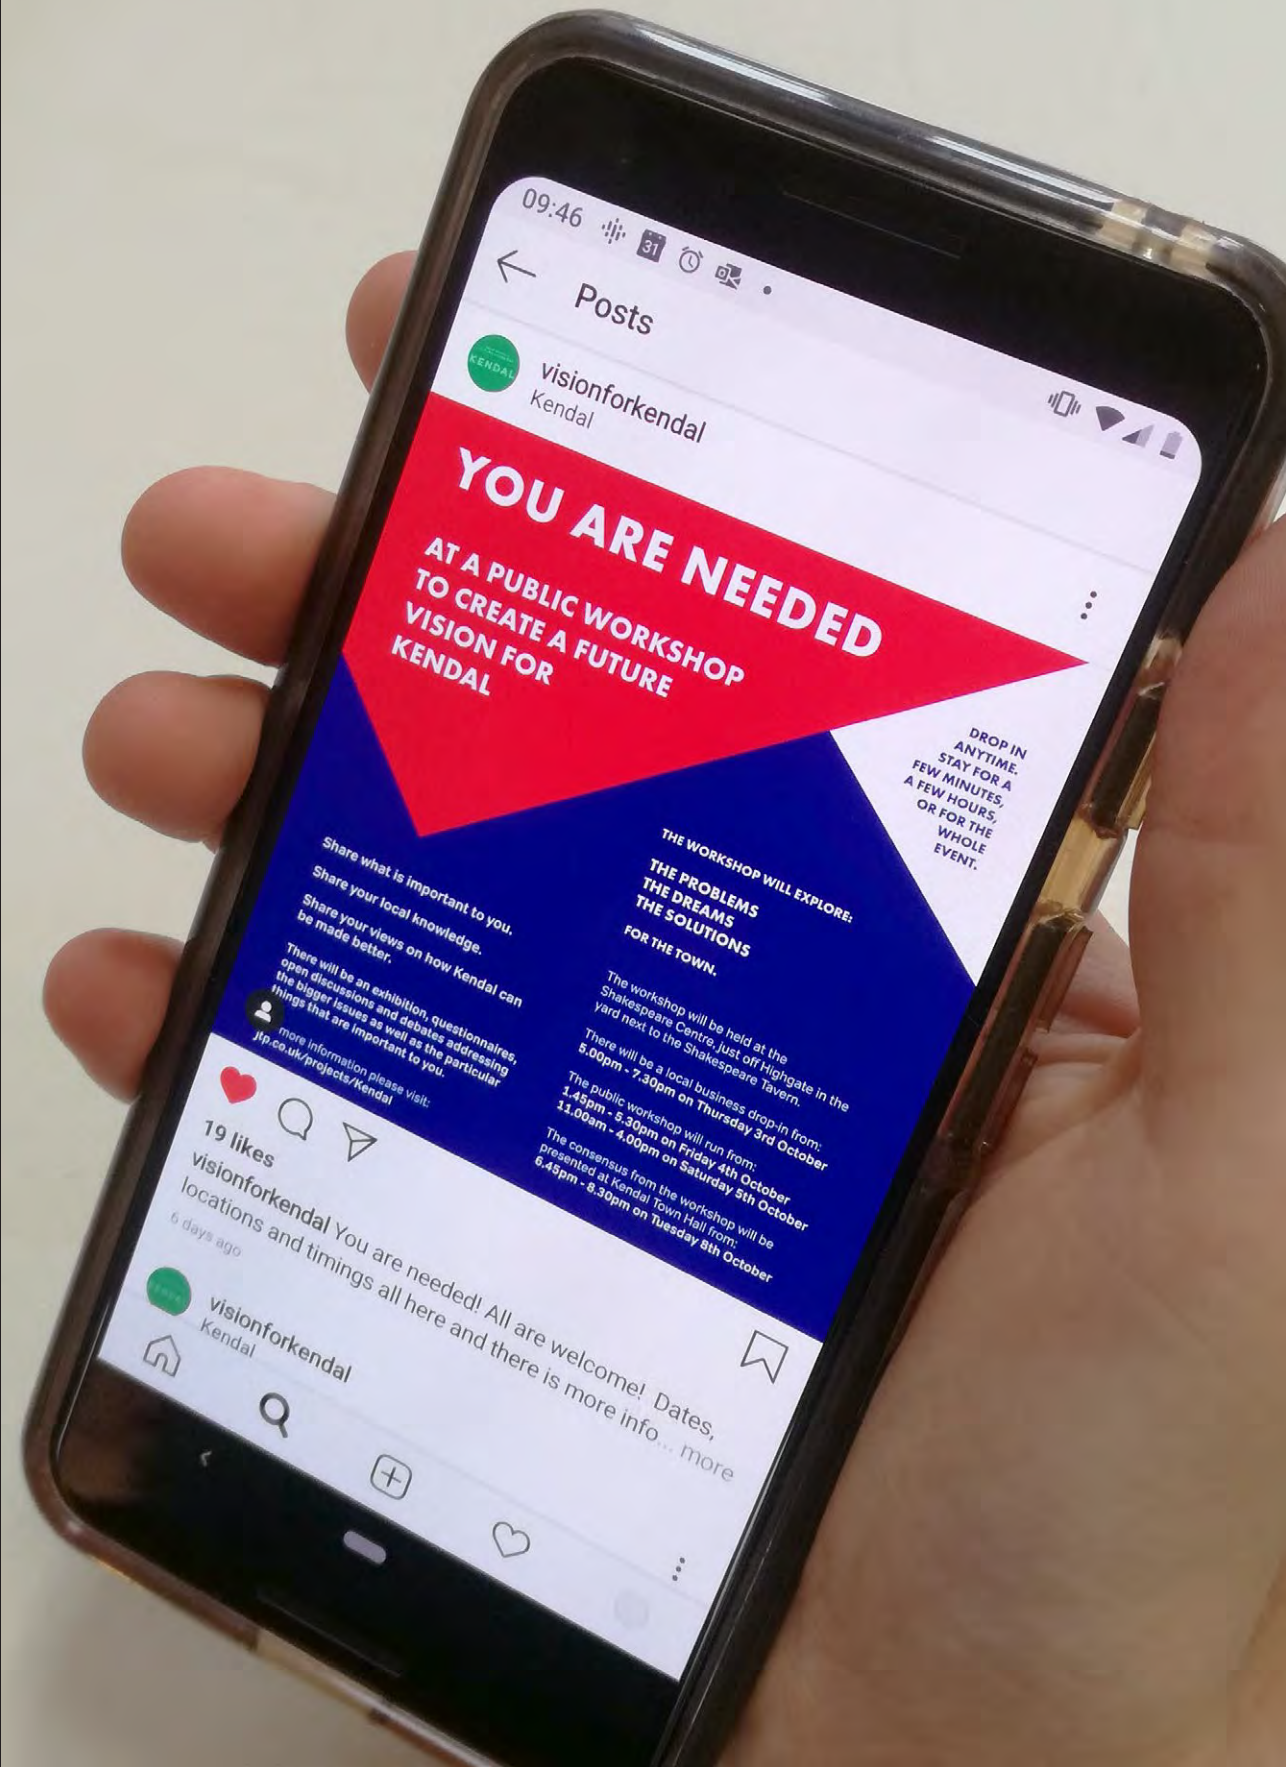 09:46
31
Posts
KENDAL
visionforkendal
Kendal
YOU ARE NEEDED
AT A PUBLIC WORKSHOP
TO CREATE A FUTURE
VISION FOR
KENDAL
DROP IN
ANYTIME.
STAY FOR A
FEW MINUTES,
A FEW HOURS,
OR FOR THE
WHOLE
EVENT.
Share what is important to you.
Share your local knowledge.
Share your views on how Kendal can
be made better.
There will be an exhibition, questionnaires,
open discussions and debates addressing
the bigger issues as well as the particular
things that are important to you.
more information please visit:
jtp.co.uk/projects/Kendal
THE WORKSHOP WILL EXPLORE:
THE PROBLEMS
THE DREAMS
THE SOLUTIONS
FOR THE TOWN.
The workshop will be held at the
Shakespeare Centre, just off Highgate in the
yard next to the Shakespeare Tavern.
There will be a local business drop-in from:
5.00pm - 7.30pm on Thursday 3rd October
The public workshop will run from:
1.45pm - 5.30pm on Friday 4th October
11.00am - 4.00pm on Saturday 5th October
The consensus from the workshop will be
presented at Kendal Town Hall from:
6.45pm - 8.30pm on Tuesday 8th October
19 likes
visionforkendal You are needed! All are welcome! Dates,
locations and timings all here and there is more info... more
6 days ago
visionforkendal
Kendal